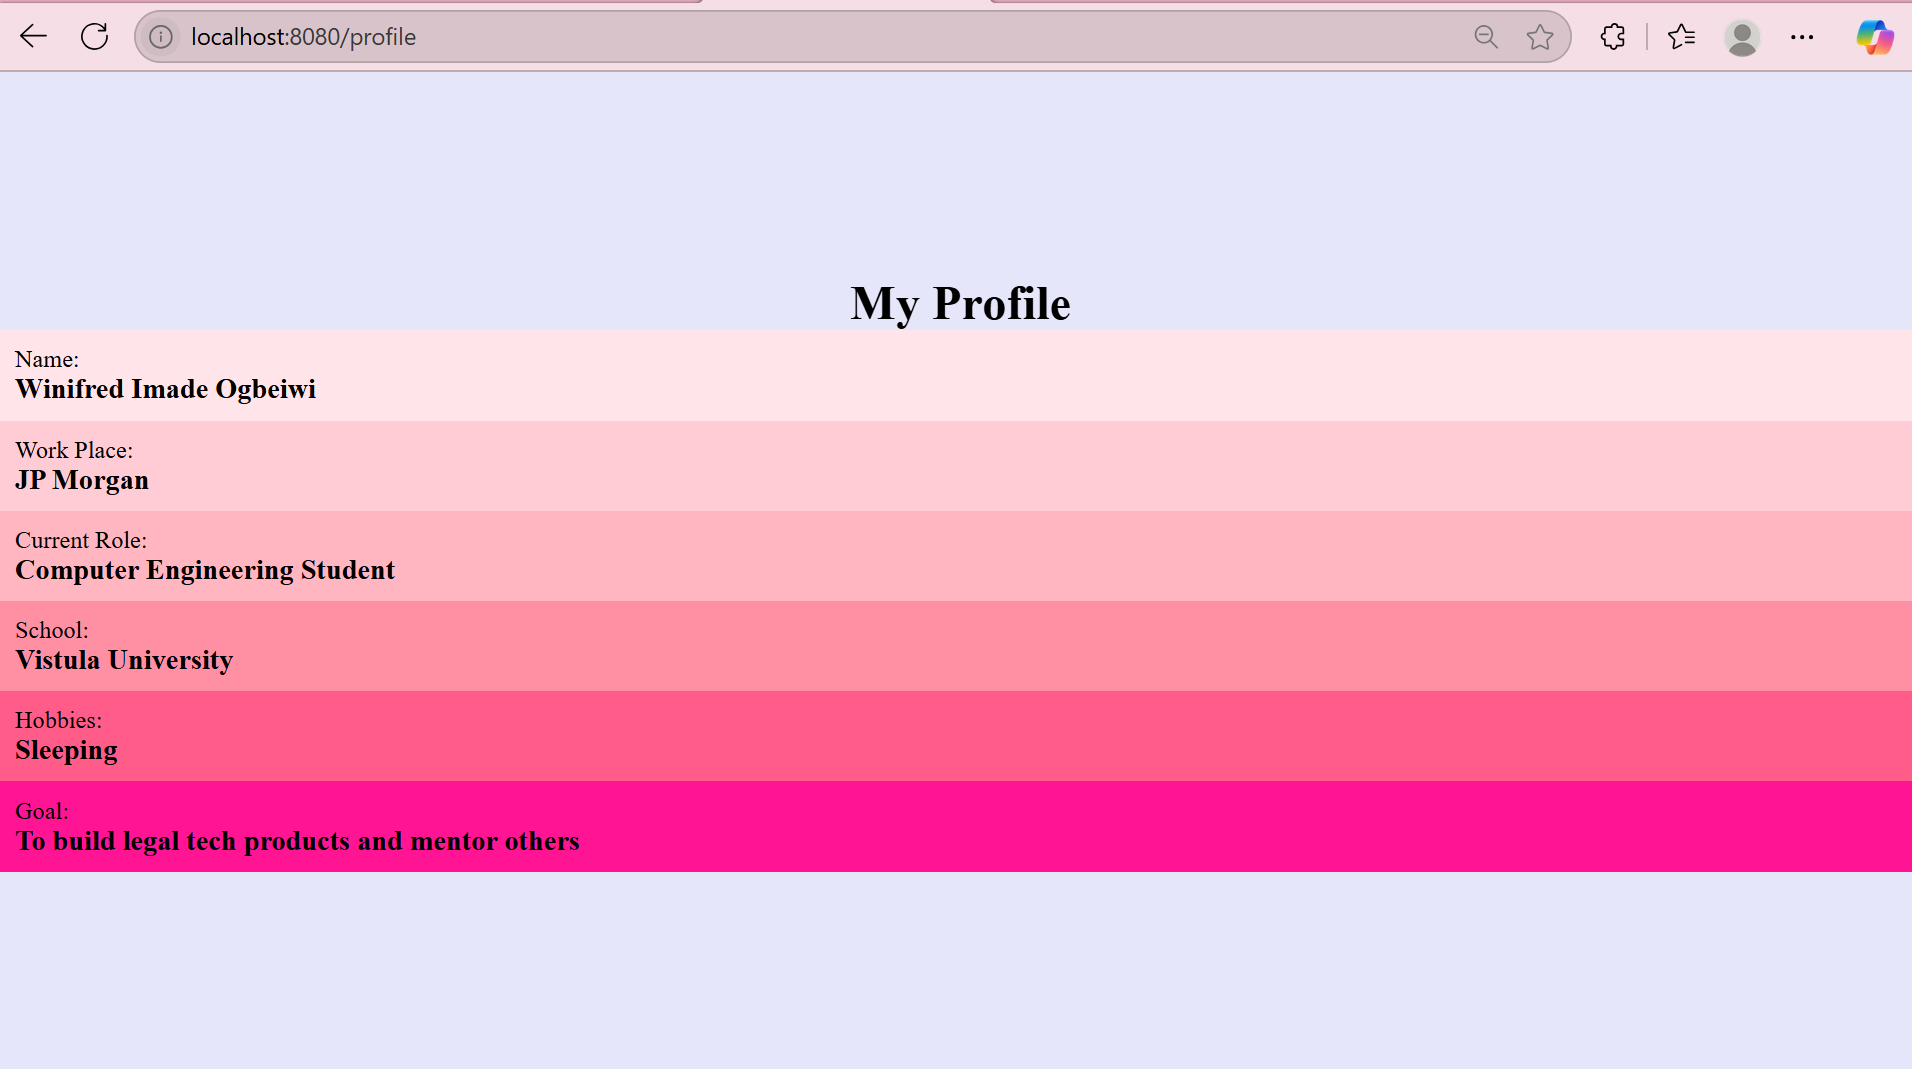 localhost:8080/profile
My Profile
Name:
Winifred Imade Ogbeiwi
Work Place:
JP Morgan
Current Role:
Computer Engineering Student
School:
Vistula University
Hobbies:
Sleeping
Goal:
To build legal tech products and mentor others